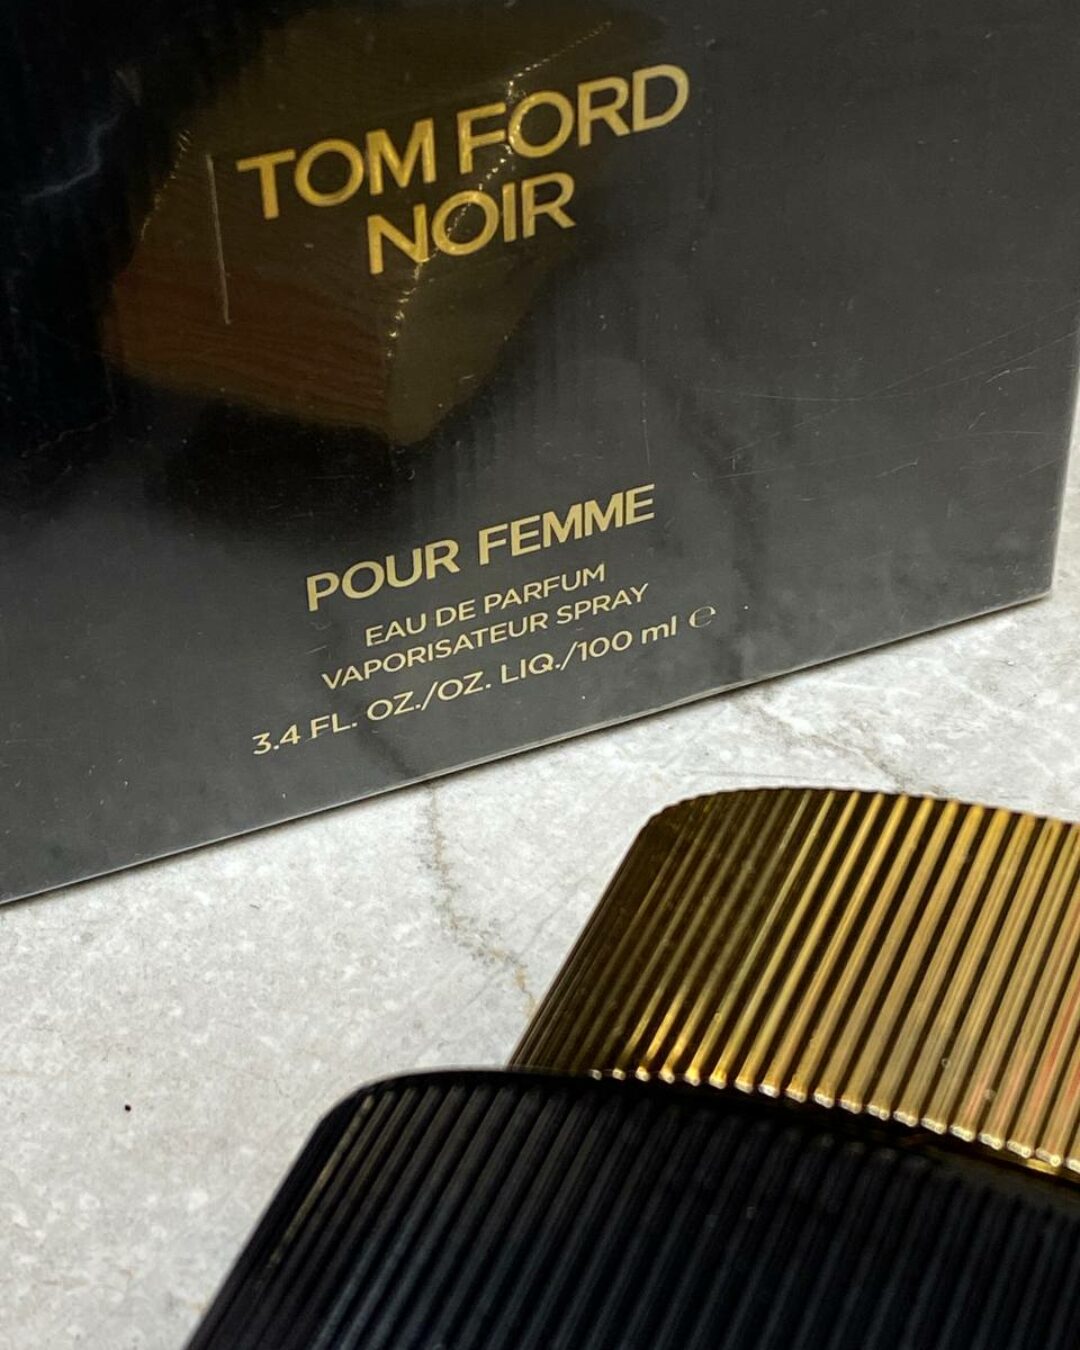 TOM FORD
NOIR
POUR FEMME
EAU DE PARFUM
VAPORISATEUR SPRAY
3.4 FL. OZ./OZ. LIQ./100 ml ℮